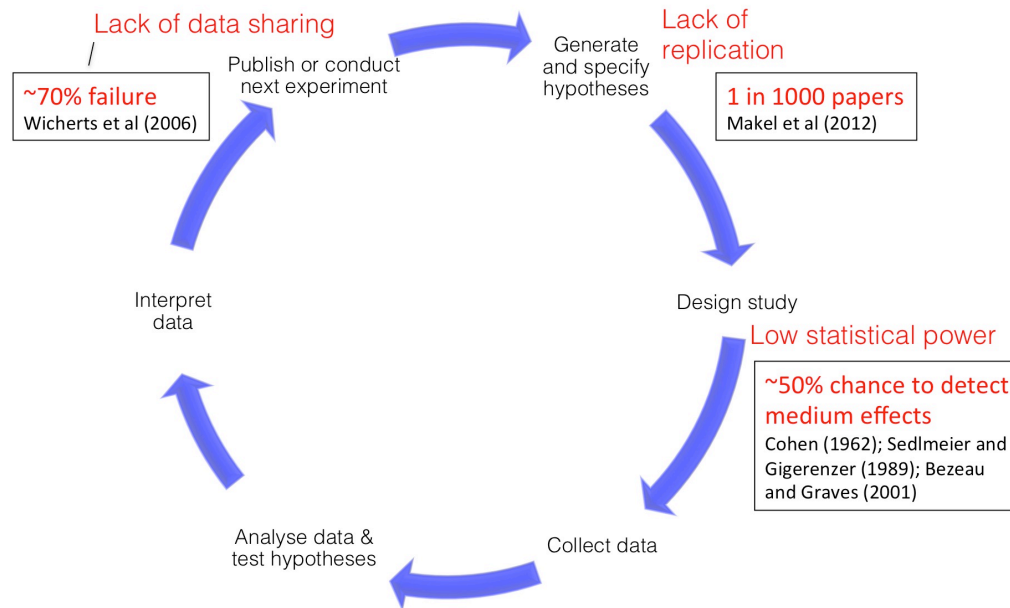 Lack of data sharing
~70% failure
Wicherts et al (2006)
Publish or conduct
next experiment
Generate
and specify
hypotheses
Lack of
replication
1 in 1000 papers
Makel et al (2012)
Interpret
data
Design study
Low statistical power
~50% chance to detect
medium effects
Cohen (1962); Sedlmeier and
Gigerenzer (1989); Bezeau
and Graves (2001)
Analyse data &
test hypotheses
Collect data